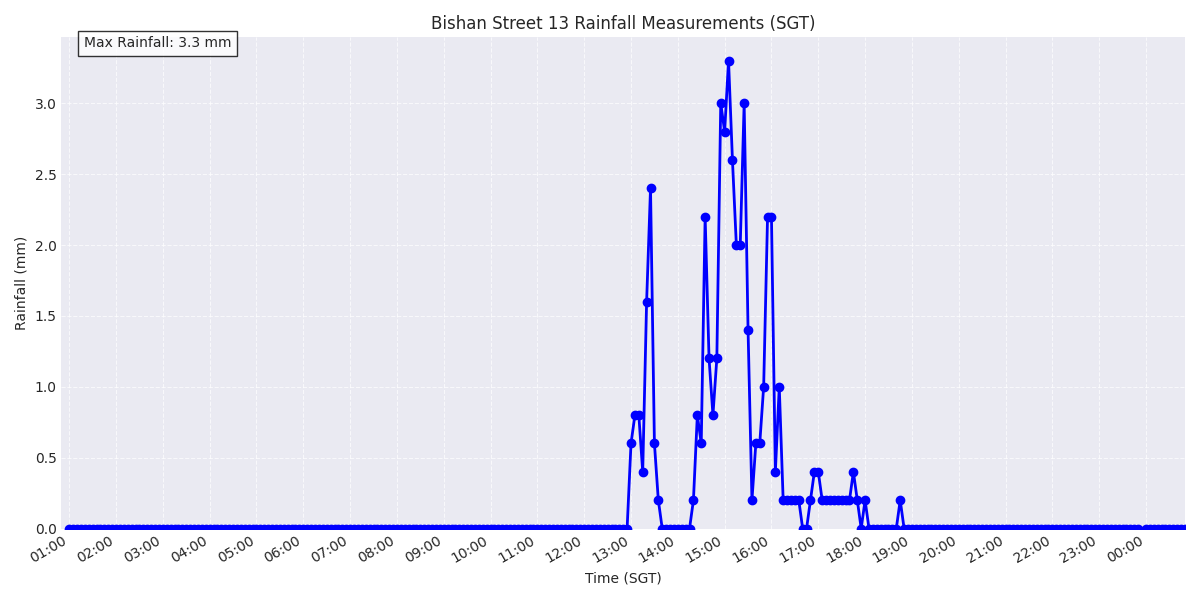 Bishan Street 13 Rainfall Measurements (SGT)
Max Rainfall: 3.3 mm
Rainfall (mm)
3.0
2.5
2.0
1.5
1.0
0.5
0.0
01:00 02:00 03:00 04:00 05:00 06:00 07:00 08:00 09:00 10:00 11:00 12:00 13:00 14:00 15:00 16:00 17:00 18:00 19:00 20:00 21:00 22:00 23:00 00:00
Time (SGT)